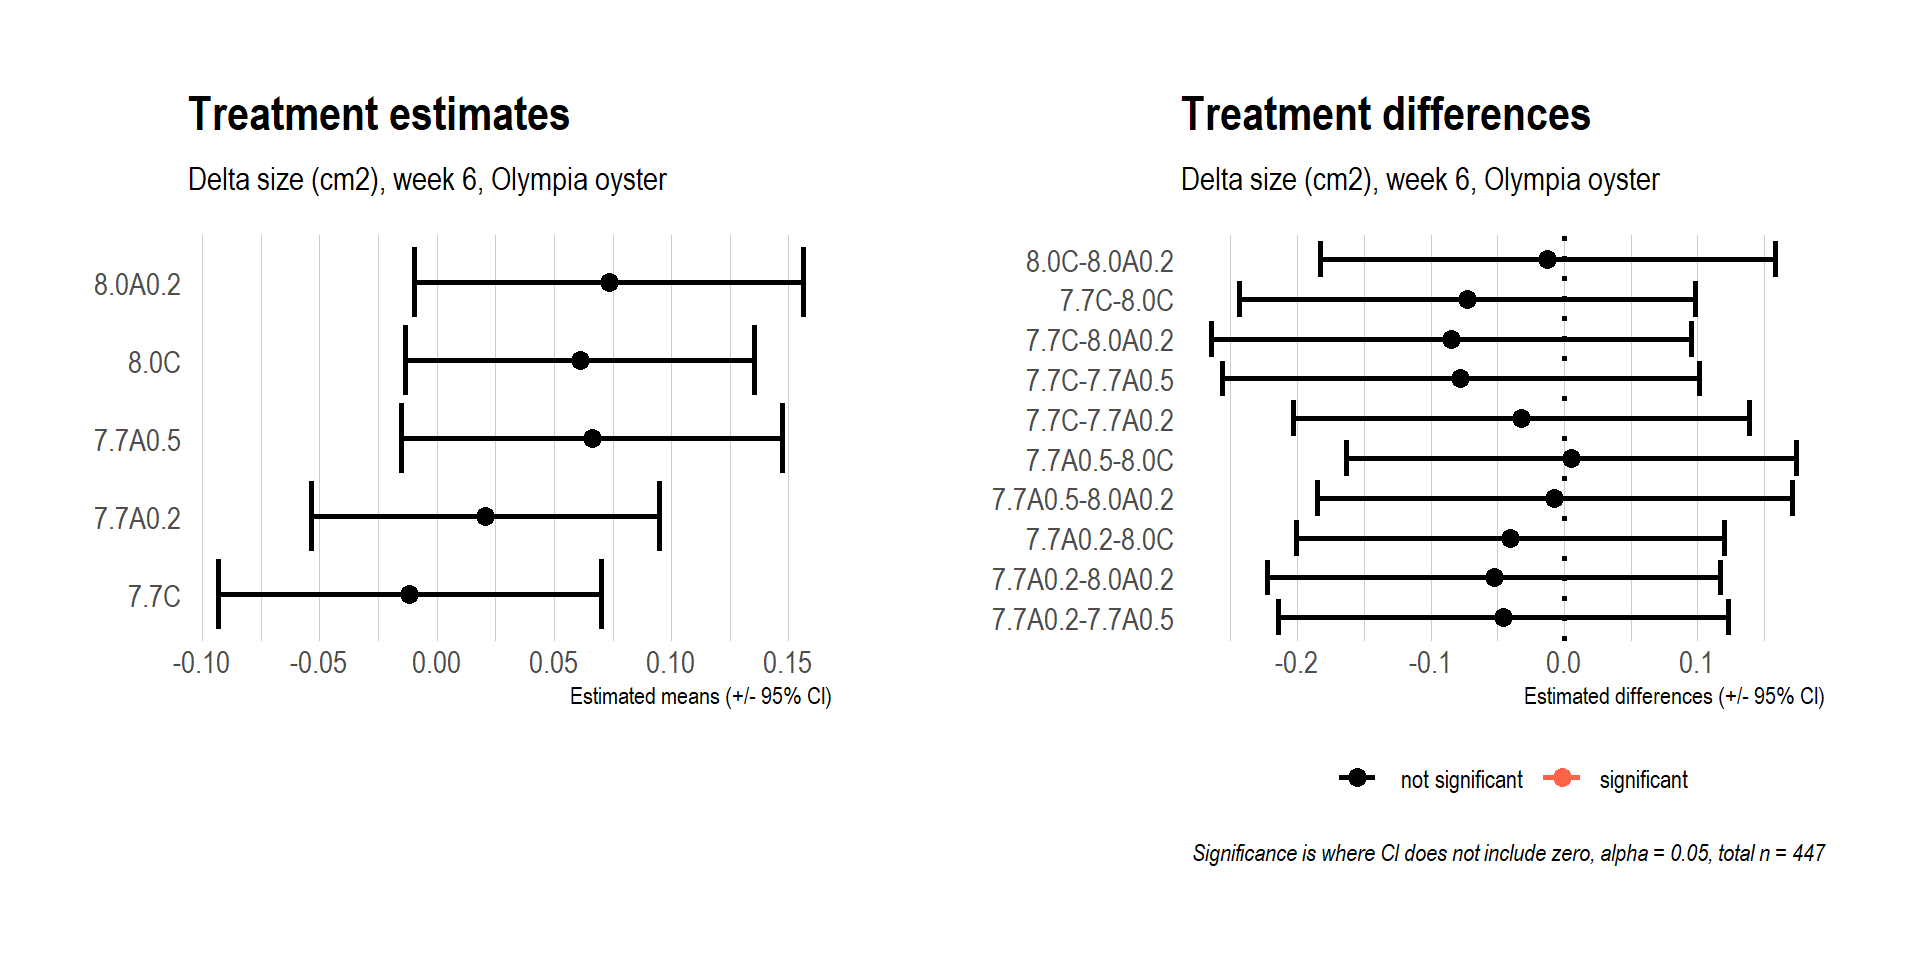 Treatment estimates
Delta size (cm2), week 6, Olympia oyster
8.0A0.2
8.0C
7.7A0.5
7.7A0.2
7.7C
-0.10 -0.05 0.00 0.05 0.10 0.15
Estimated means (+/- 95% CI)
Treatment differences
Delta size (cm2), week 6, Olympia oyster
8.0C-8.0A0.2
7.7C-8.0C
7.7C-8.0A0.2
7.7C-7.7A0.5
7.7C-7.7A0.2
7.7A0.5-8.0C
7.7A0.5-8.0A0.2
7.7A0.2-8.0C
7.7A0.2-8.0A0.2
7.7A0.2-7.7A0.5
-0.2 -0.1 0.0 0.1
Estimated differences (+/- 95% CI)
not significant significant
Significance is where CI does not include zero, alpha = 0.05, total n = 447